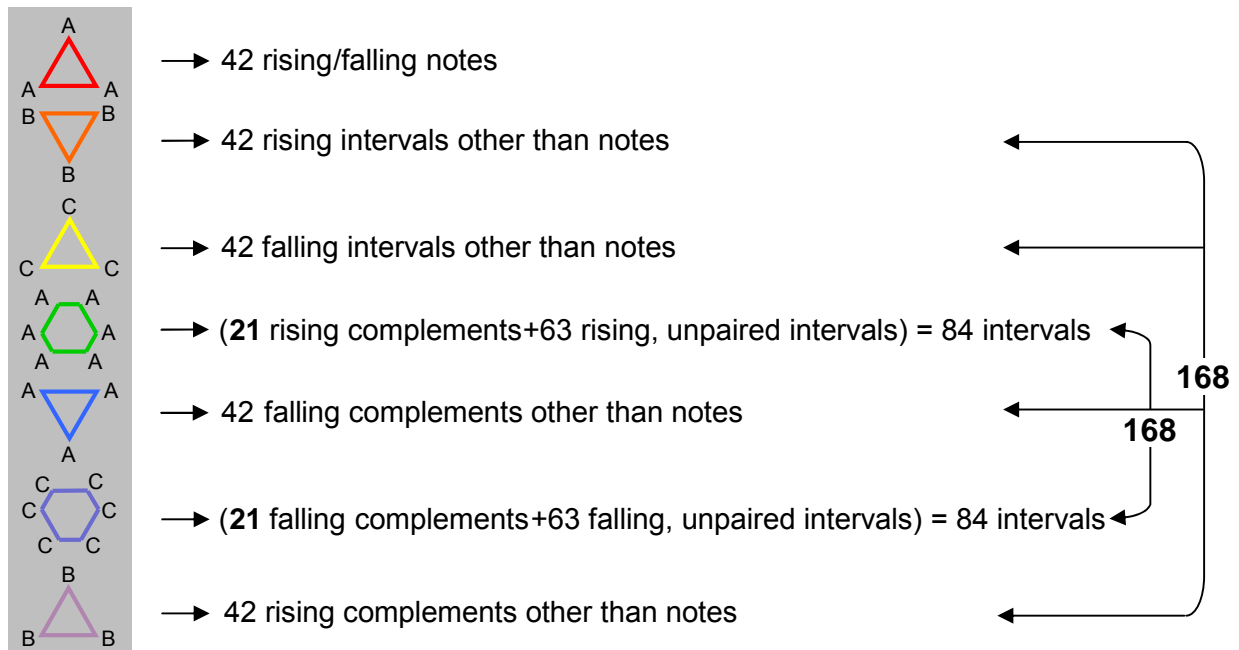 A
42 rising/falling notes
A A
B B
42 rising intervals other than notes
B
C
42 falling intervals other than notes
C C
A A
A A
(21 rising complements+63 rising, unpaired intervals) = 84 intervals
A A
168
A A
42 falling complements other than notes
168
A
C C
C C
(21 falling complements+63 falling, unpaired intervals) = 84 intervals
C C
B
42 rising complements other than notes
B B